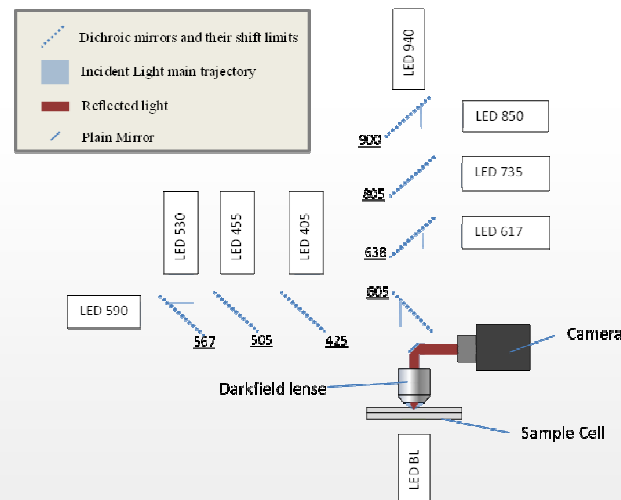 Dichroic mirrors and their shift limits
Incident Light main trajectory
Reflected light
Plain Mirror
LED 940
LED 850
900
LED 735
805
LED 617
638
LED 530
LED 455
LED 405
605
LED 590
567
505
425
Camera
Darkfield lense
Sample Cell
LED BL